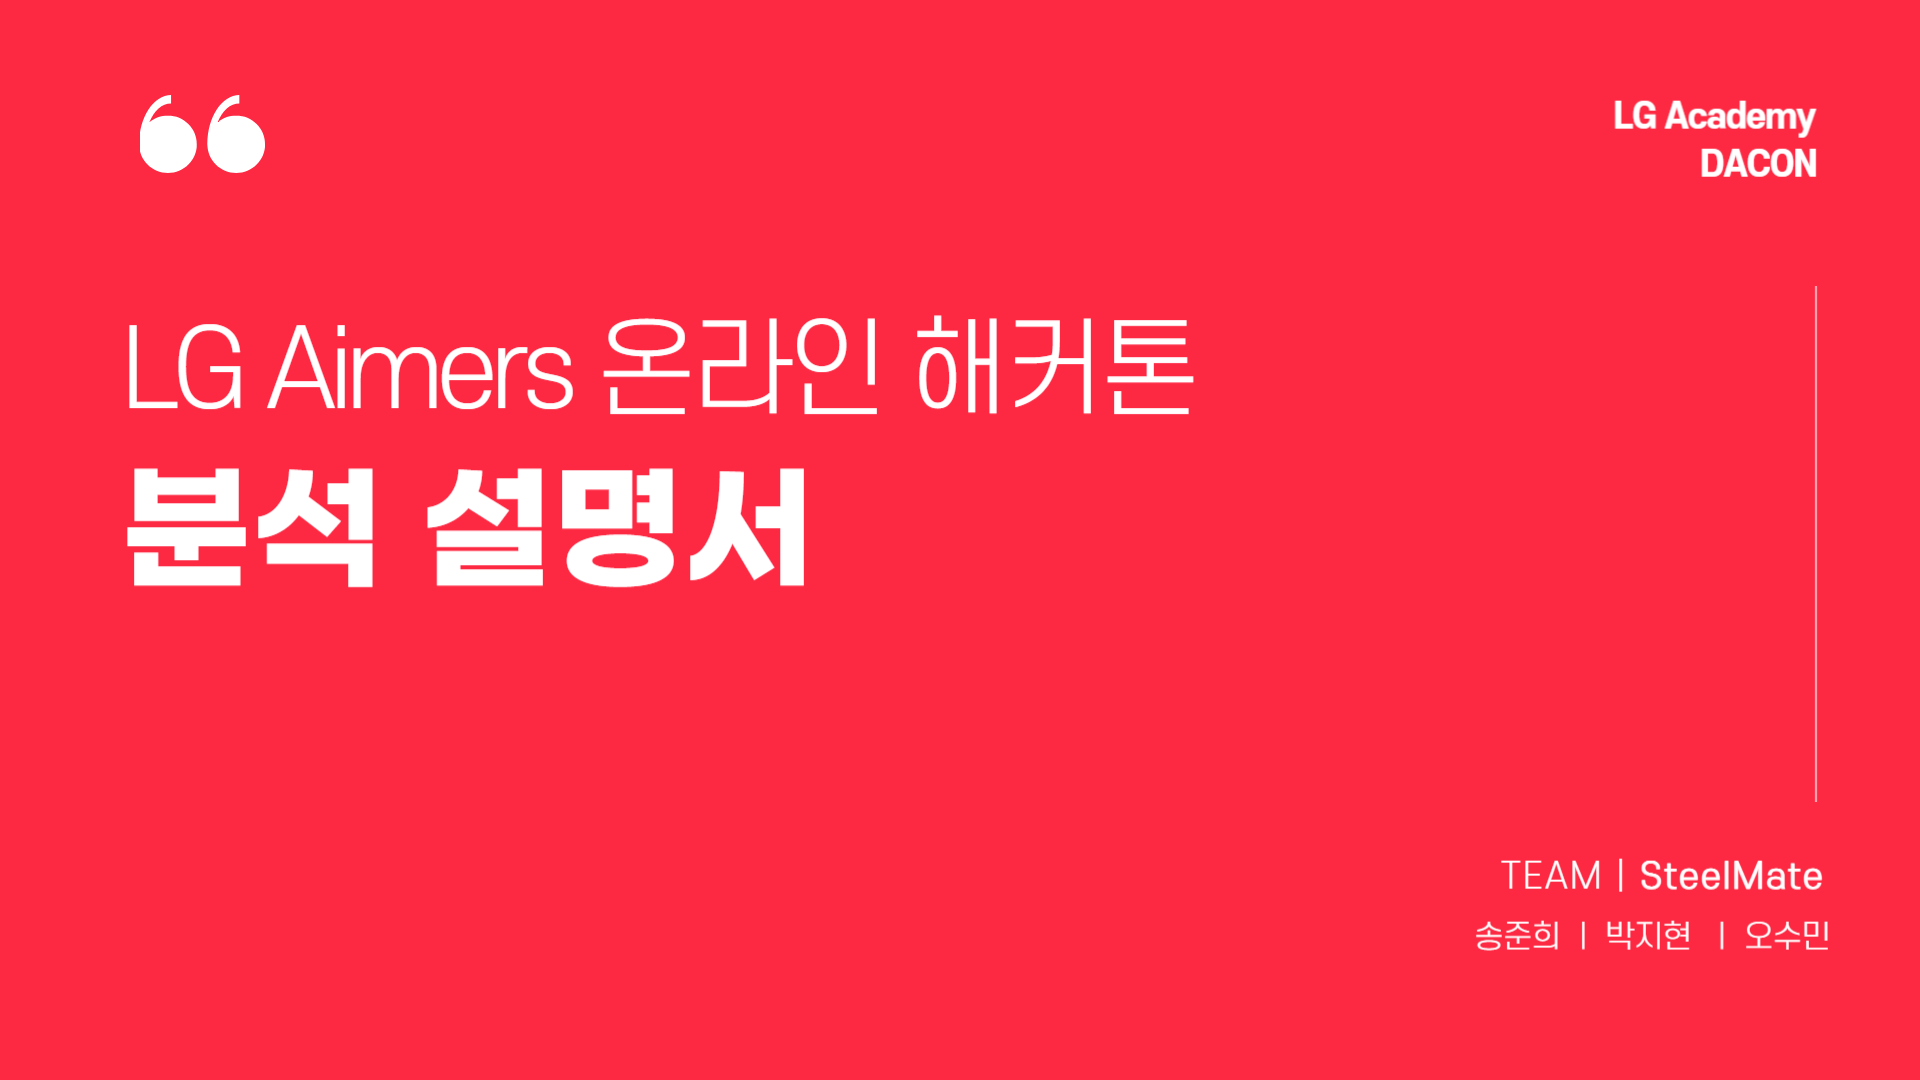 “
LG Academy
DACON
LG Aimers 온라인 해커톤
분석 설명서
TEAM | SteelMate
송준희 | 박지현 | 오수민